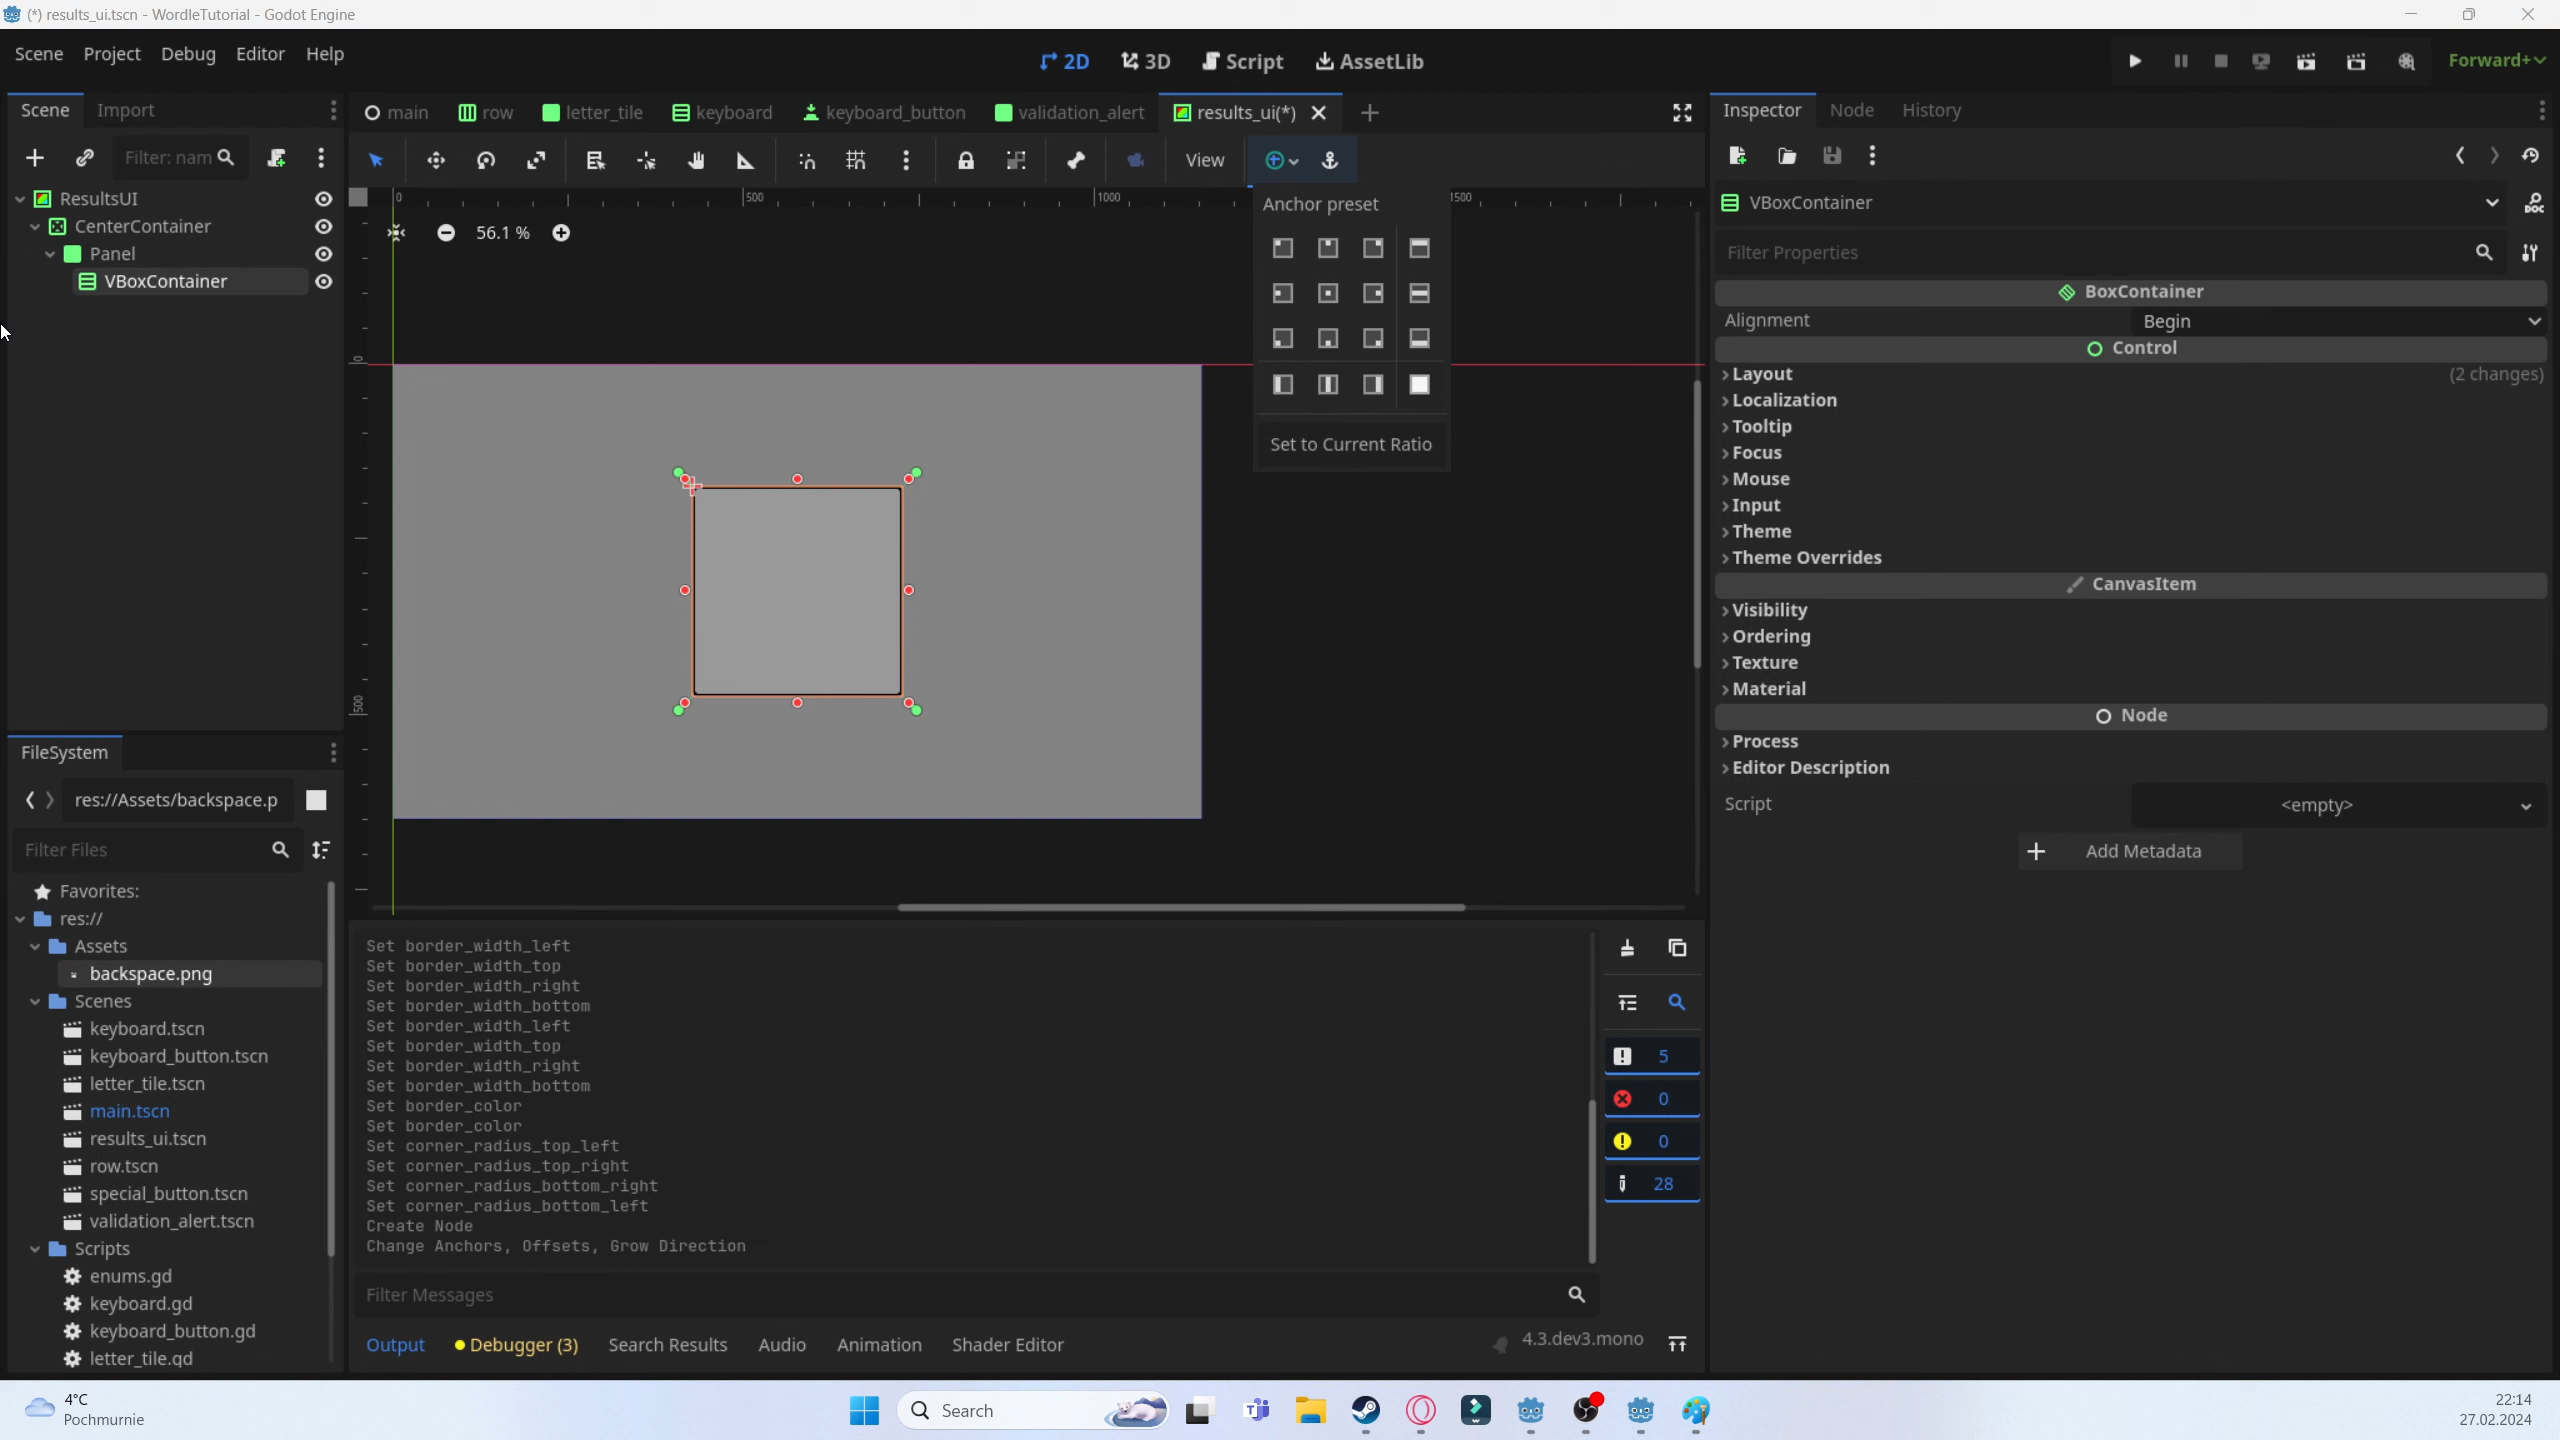 (*) results_ui.tscn - WordleTutorial - Godot Engine
Scene Project Debug Editor Help
2D 3D Script AssetLib
Forward+
Scene Import
main row letter_tile keyboard keyboard_button validation_alert results_ui(*)
Inspector Node History
Filter: nam
View
ResultsUI
CenterContainer
Panel
VBoxContainer
0 500 1000 1500
56.1 %
0
500
Anchor preset
Set to Current Ratio
VBoxContainer
Filter Properties
BoxContainer
Alignment Begin
Control
Layout (2 changes)
Localization
Tooltip
Focus
Mouse
Input
Theme
Theme Overrides
CanvasItem
Visibility
Ordering
Texture
Material
Node
Process
Editor Description
Script <empty>
Add Metadata
FileSystem
res://Assets/backspace.p
Filter Files
Favorites:
res://
Assets
backspace.png
Scenes
keyboard.tscn
keyboard_button.tscn
letter_tile.tscn
main.tscn
results_ui.tscn
row.tscn
special_button.tscn
validation_alert.tscn
Scripts
enums.gd
keyboard.gd
keyboard_button.gd
letter_tile.gd
Set border_width_left
Set border_width_top
Set border_width_right
Set border_width_bottom
Set border_width_left
Set border_width_top
Set border_width_right
Set border_width_bottom
Set border_color
Set border_color
Set corner_radius_top_left
Set corner_radius_top_right
Set corner_radius_bottom_right
Set corner_radius_bottom_left
Create Node
Change Anchors, Offsets, Grow Direction
5
0
0
28
Filter Messages
Output Debugger (3) Search Results Audio Animation Shader Editor
4.3.dev3.mono
4°C
Pochmurnie
Search
22:14
27.02.2024